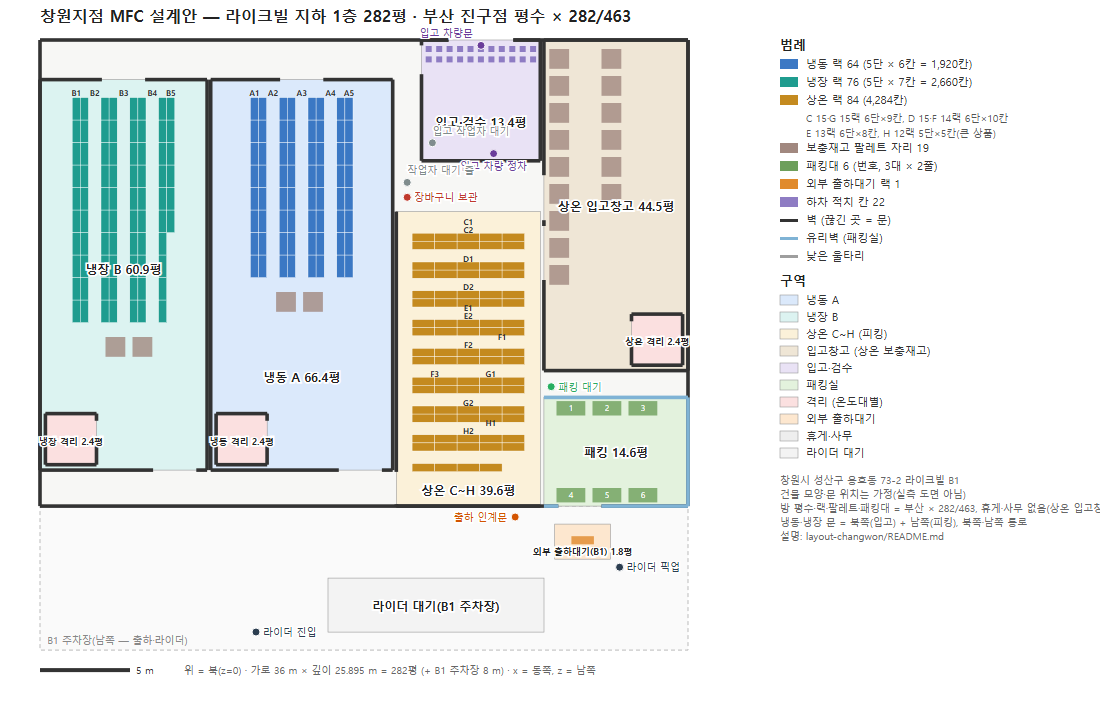 창원지점 MFC 설계안 — 라이크빌 지하 1층 282평 · 부산 진구점 평수 × 282/463
입고 차량문
입고·검수 13.4평
입고 작업자 대기
입고 차량 정차
작업자 대기
장바구니 보관
상온 입고창고 44.5평
상온 격리 2.4평
B1 B2 B3 B4 B5
냉장 B 60.9평
냉장 격리 2.4평
A1 A2 A3 A4 A5
냉동 A 66.4평
냉동 격리 2.4평
C1
C2
D1
D2
E1
E2
F1
F2
F3 G1
G2
H1
H2
상온 C~H 39.6평
패킹 대기
1 2 3
패킹 14.6평
4 5 6
출하 인계문
외부 출하대기(B1) 1.8평
라이더 픽업
라이더 대기(B1 주차장)
라이더 진입
B1 주차장(남쪽 — 출하·라이더)
5 m
위 = 북(z=0) · 가로 36 m × 깊이 25.895 m = 282평 (+ B1 주차장 8 m) · x = 동쪽, z = 남쪽
범례
냉동 랙 64 (5단 × 6칸 = 1,920칸)
냉장 랙 76 (5단 × 7칸 = 2,660칸)
상온 랙 84 (4,284칸)
C 15·G 15랙 6단×9칸, D 15·F 14랙 6단×10칸
E 13랙 6단×8칸, H 12랙 5단×5칸(큰 상품)
보충재고 팔레트 자리 19
패킹대 6 (번호, 3대 × 2풀)
외부 출하대기 랙 1
하차 적치 칸 22
벽 (끊긴 곳 = 문)
유리벽 (패킹실)
낮은 울타리
구역
냉동 A
냉장 B
상온 C~H (피킹)
입고창고 (상온 보충재고)
입고·검수
패킹실
격리 (온도대별)
외부 출하대기
휴게·사무
라이더 대기
창원시 성산구 용호동 73-2 라이크빌 B1
건물 모양·문 위치는 가정(실측 도면 아님)
방 평수·랙·팔레트·패킹대 = 부산 × 282/463, 휴게·사무 없음(상온 입고창
냉동·냉장 문 = 북쪽(입고) + 남쪽(피킹), 북쪽·남쪽 통로
설명: layout-changwon/README.md